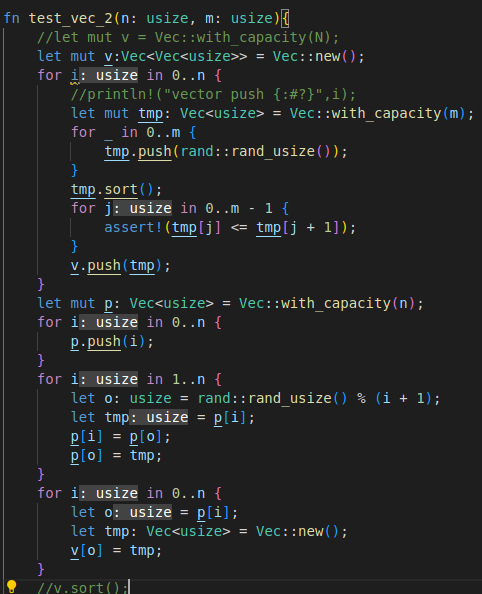 fn test_vec_2(n: usize, m: usize){
    //let mut v = Vec::with_capacity(N);
    let mut v:Vec<Vec<usize>> = Vec::new();
    for i: usize in 0..n {
        //println!("vector push {:#?}",i);
        let mut tmp: Vec<usize> = Vec::with_capacity(m);
        for _ in 0..m {
            tmp.push(rand::rand_usize());
        }
        tmp.sort();
        for j: usize in 0..m - 1 {
            assert!(tmp[j] <= tmp[j + 1]);
        }
        v.push(tmp);
    }
    let mut p: Vec<usize> = Vec::with_capacity(n);
    for i: usize in 0..n {
        p.push(i);
    }
    for i: usize in 1..n {
        let o: usize = rand::rand_usize() % (i + 1);
        let tmp: usize = p[i];
        p[i] = p[o];
        p[o] = tmp;
    }
    for i: usize in 0..n {
        let o: usize = p[i];
        let tmp: Vec<usize> = Vec::new();
        v[o] = tmp;
    }
    //v.sort();